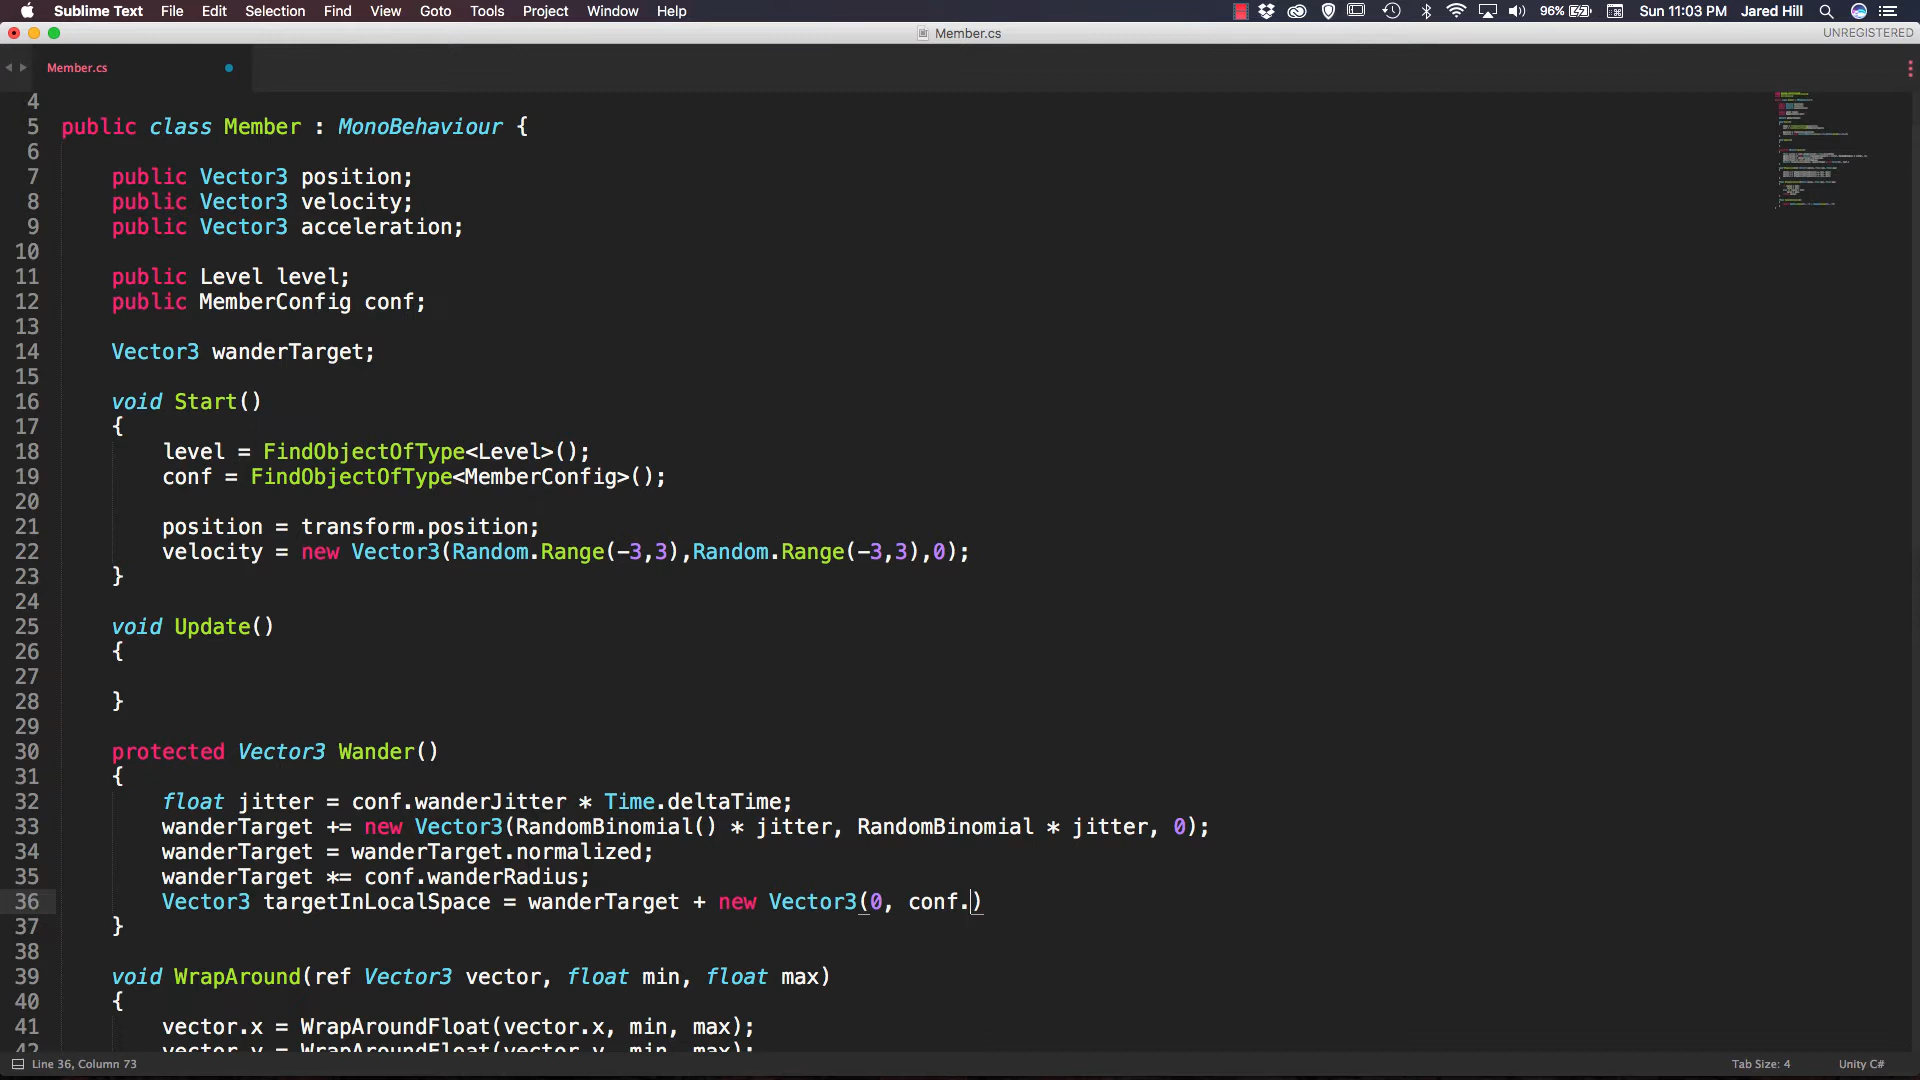 Sublime Text File Edit Selection Find View Goto Tools Project Window Help 96% Sun 11:03 PM Jared Hill
Member.cs UNREGISTERED
Member.cs
4
5 public class Member : MonoBehaviour {
6
7 public Vector3 position;
8 public Vector3 velocity;
9 public Vector3 acceleration;
10
11 public Level level;
12 public MemberConfig conf;
13
14 Vector3 wanderTarget;
15
16 void Start()
17 {
18 level = FindObjectOfType<Level>();
19 conf = FindObjectOfType<MemberConfig>();
20
21 position = transform.position;
22 velocity = new Vector3(Random.Range(-3,3),Random.Range(-3,3),0);
23 }
24
25 void Update()
26 {
27
28 }
29
30 protected Vector3 Wander()
31 {
32 float jitter = conf.wanderJitter * Time.deltaTime;
33 wanderTarget += new Vector3(RandomBinomial() * jitter, RandomBinomial * jitter, 0);
34 wanderTarget = wanderTarget.normalized;
35 wanderTarget *= conf.wanderRadius;
36 Vector3 targetInLocalSpace = wanderTarget + new Vector3(0, conf.)
37 }
38
39 void WrapAround(ref Vector3 vector, float min, float max)
40 {
41 vector.x = WrapAroundFloat(vector.x, min, max);
42 vector.y = WrapAroundFloat(vector.y, min, max);
Line 36, Column 73 Tab Size: 4 Unity C#